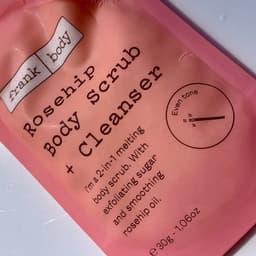 frank body
Rosehip
Body Scrub
+ Cleanser
I'm a 2-in-1 melting
body scrub. With
exfoliating sugar
and smoothing
rosehip oil.
Even tone
℮ 30g - 1.06oz